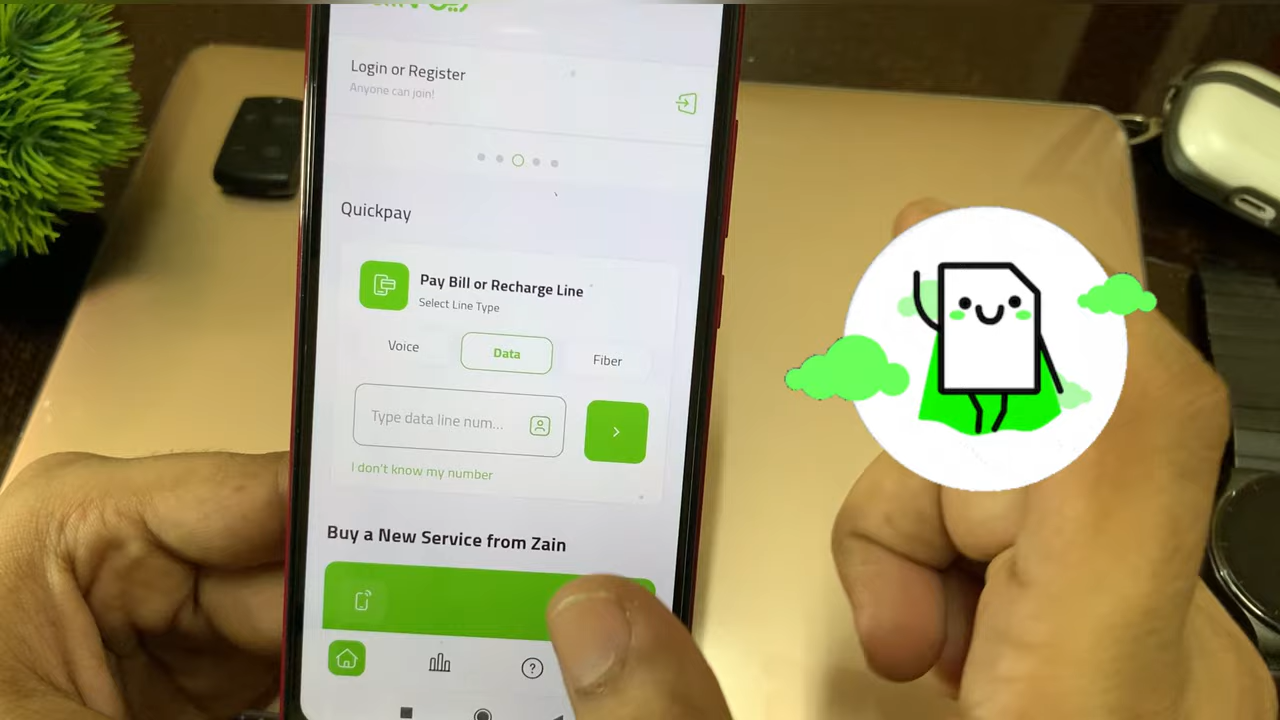 Login or Register
Anyone can join!
Quickpay
Pay Bill or Recharge Line
Select Line Type
Voice
Data
Fiber
Type data line num...
I don't know my number
Buy a New Service from Zain